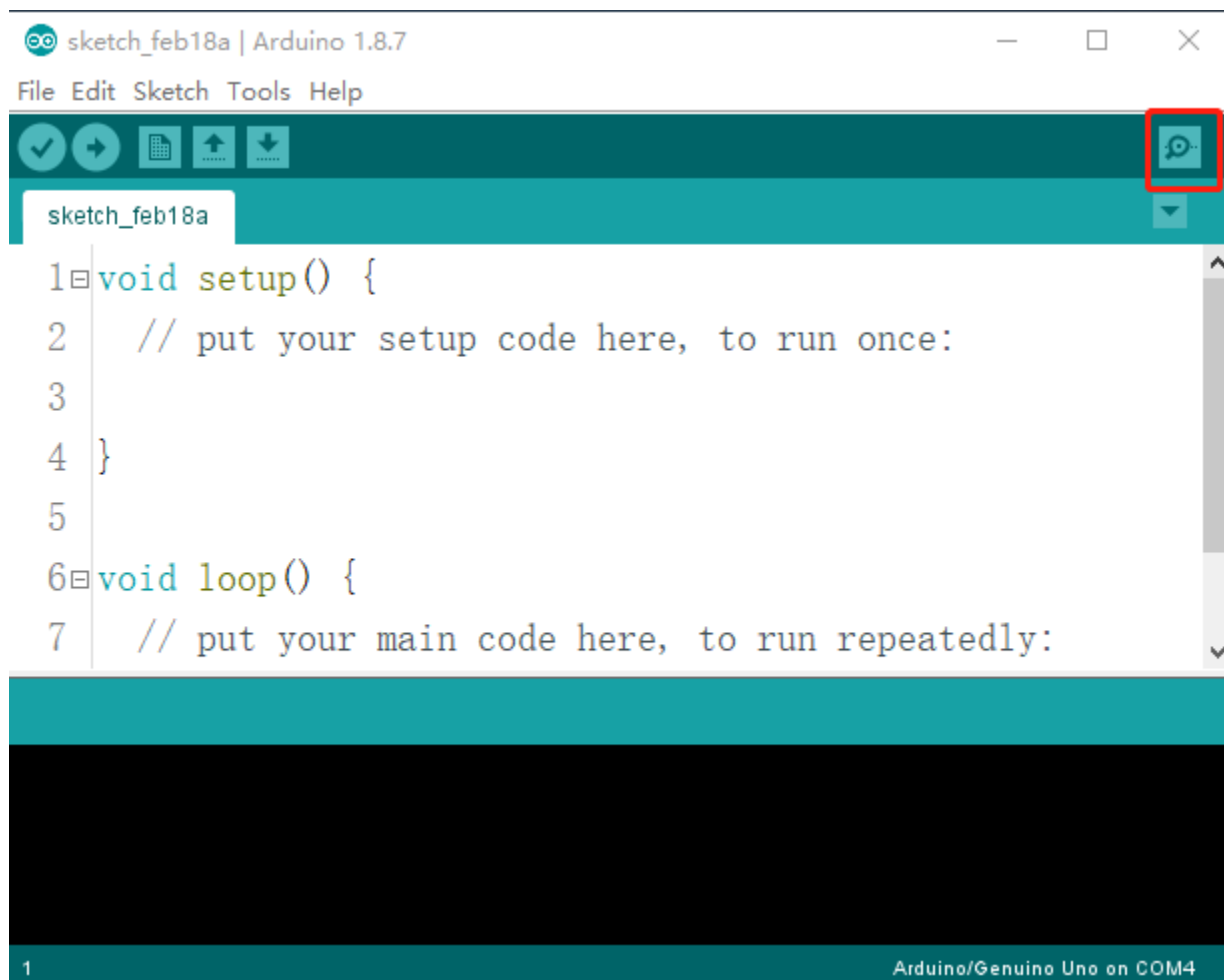 sketch_feb18a | Arduino 1.8.7
File Edit Sketch Tools Help
sketch_feb18a
1 void setup() {
2 // put your setup code here, to run once:
3
4 }
5
6 void loop() {
7 // put your main code here, to run repeatedly:
1 Arduino/Genuino Uno on COM4